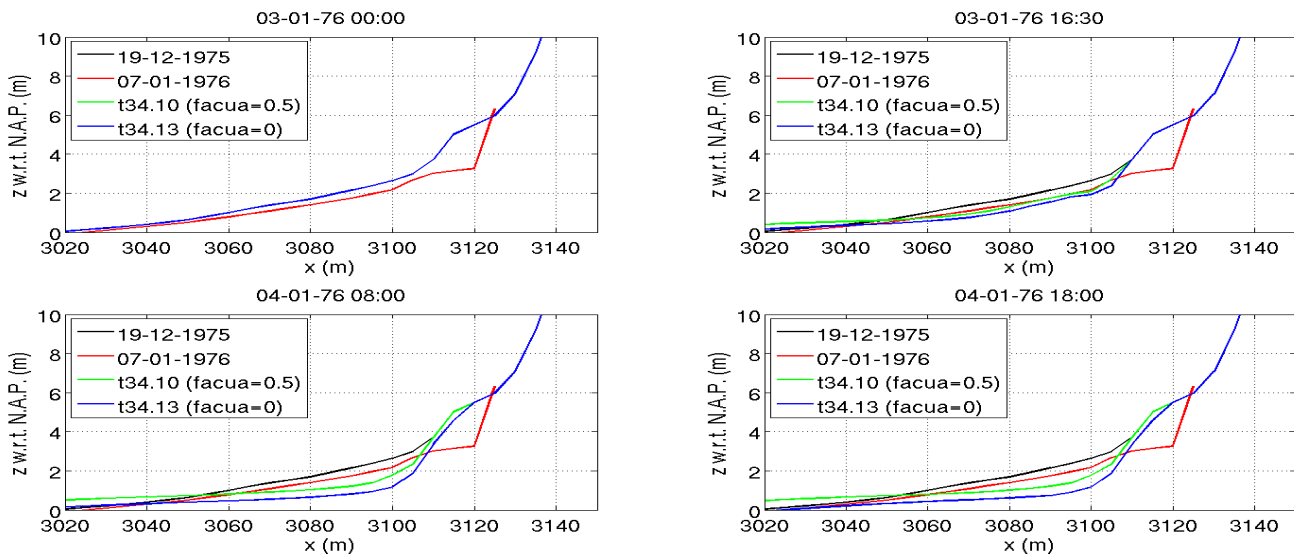 03-01-76 00:00
z w.r.t. N.A.P. (m)
10
8
6
4
2
0
19-12-1975
07-01-1976
t34.10 (facua=0.5)
t34.13 (facua=0)
3020 3040 3060 3080 3100 3120 3140
x (m)
03-01-76 16:30
z w.r.t. N.A.P. (m)
10
8
6
4
2
0
19-12-1975
07-01-1976
t34.10 (facua=0.5)
t34.13 (facua=0)
3020 3040 3060 3080 3100 3120 3140
x (m)
04-01-76 08:00
z w.r.t. N.A.P. (m)
10
8
6
4
2
0
19-12-1975
07-01-1976
t34.10 (facua=0.5)
t34.13 (facua=0)
3020 3040 3060 3080 3100 3120 3140
x (m)
04-01-76 18:00
z w.r.t. N.A.P. (m)
10
8
6
4
2
0
19-12-1975
07-01-1976
t34.10 (facua=0.5)
t34.13 (facua=0)
3020 3040 3060 3080 3100 3120 3140
x (m)